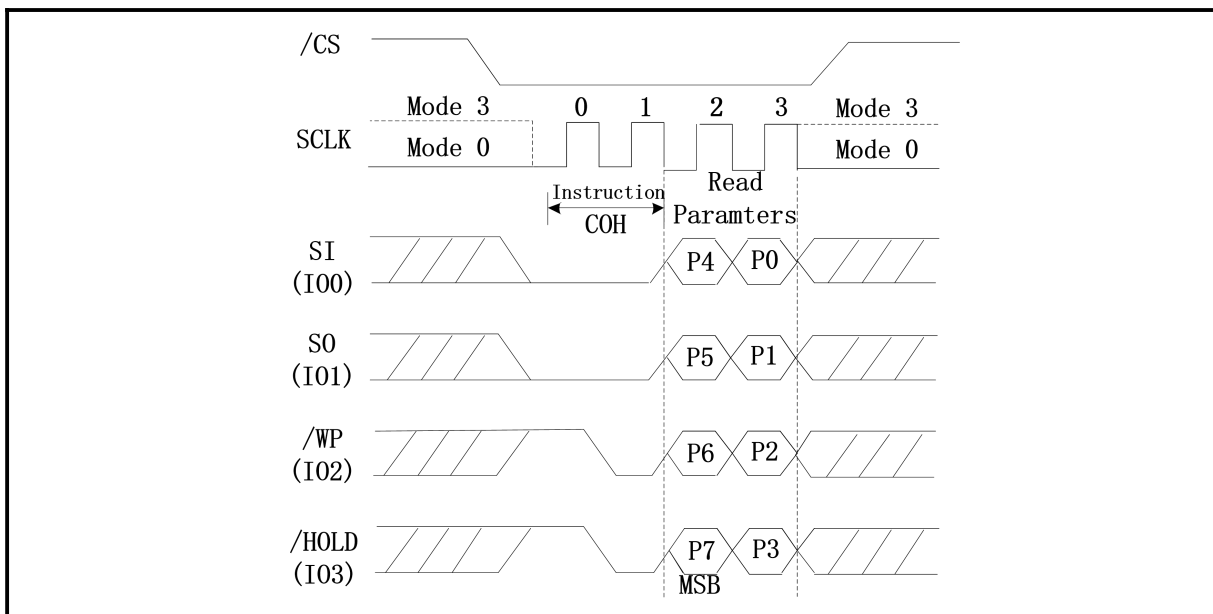 /CS
Mode 3 0 1 2 3 Mode 3
SCLK
Mode 0 Mode 0
Instruction
COH
Read
Paramters
SI
(IO0)
P4 P0
SO
(IO1)
P5 P1
/WP
(IO2)
P6 P2
/HOLD
(IO3)
P7 P3
MSB